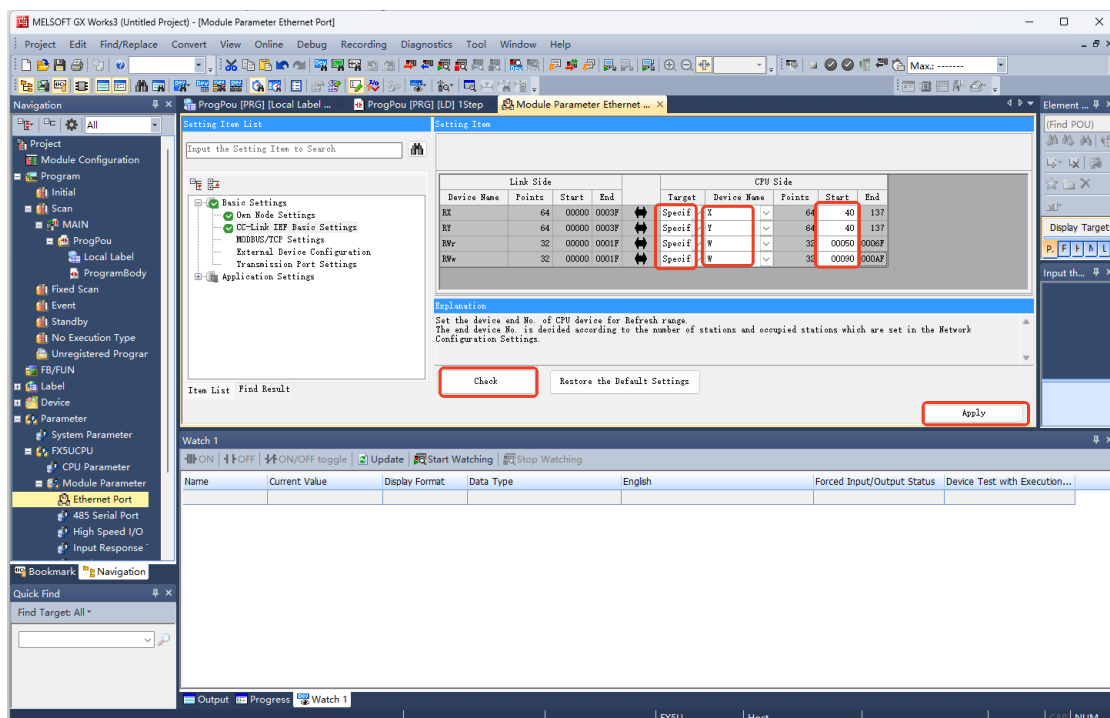 MELSOFT GX Works3 (Untitled Project) - [Module Parameter Ethernet Port]
Project Edit Find/Replace Convert View Online Debug Recording Diagnostics Tool Window Help
Max.: -------
Navigation
ProgPou [PRG] [Local Label ...
ProgPou [PRG] [LD] 1Step
Module Parameter Ethernet ...
Element ...
All
Project
Module Configuration
Program
Initial
Scan
MAIN
ProgPou
Local Label
ProgramBody
Fixed Scan
Event
Standby
No Execution Type
Unregistered Prograr
FB/FUN
Label
Device
Parameter
System Parameter
FX5UCPU
CPU Parameter
Module Parameter
Ethernet Port
485 Serial Port
High Speed I/O
Input Response
Bookmark Navigation
Quick Find
Find Target: All
Setting Item List
Input the Setting Item to Search
Basic Settings
Own Node Settings
CC-Link IEF Basic Settings
MODBUS/TCP Settings
External Device Configuration
Transmission Port Settings
Application Settings
Item List Find Result
Setting Item
Link Side CPU Side
Device Name Points Start End Target Device Name Points Start End
RX 64 00000 0003F Specif X 64 40 137
RY 64 00000 0003F Specif Y 64 40 137
RWr 32 00000 0001F Specif W 32 00050 0006F
RWw 32 00000 0001F Specif W 32 00090 000AF
Explanation
Set the device end No. of CPU device for Refresh range.
The end device No. is decided according to the number of stations and occupied stations which are set in the Network
Configuration Settings.
Check Restore the Default Settings
Apply
(Find POU)
Display Target
Input th...
Watch 1
ON OFF ON/OFF toggle Update Start Watching Stop Watching
Name Current Value Display Format Data Type English Forced Input/Output Status Device Test with Execution...
Output Progress Watch 1
FX5U Host CAP NUM